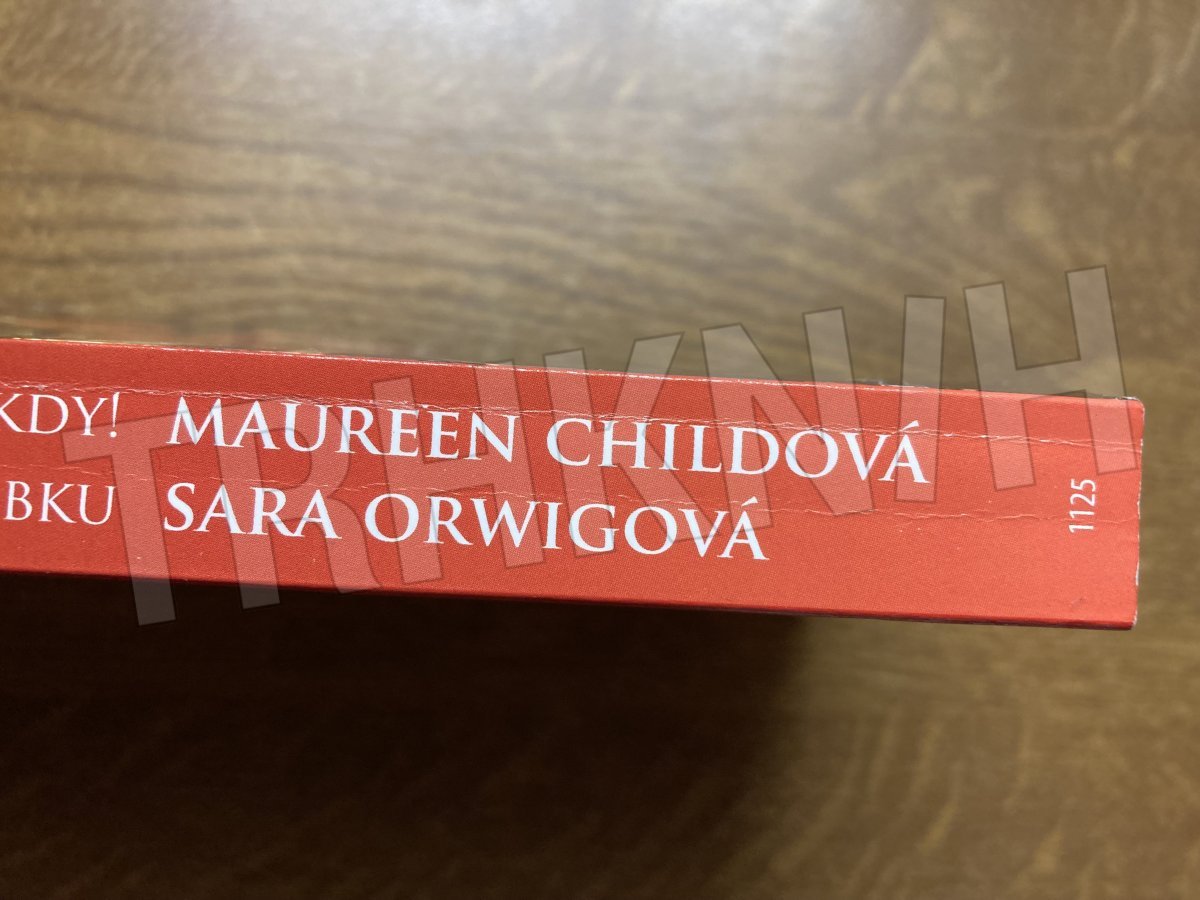 KDY! MAUREEN CHILDOVÁ
BKU SARA ORWIGOVÁ
1125
TRHKNIH